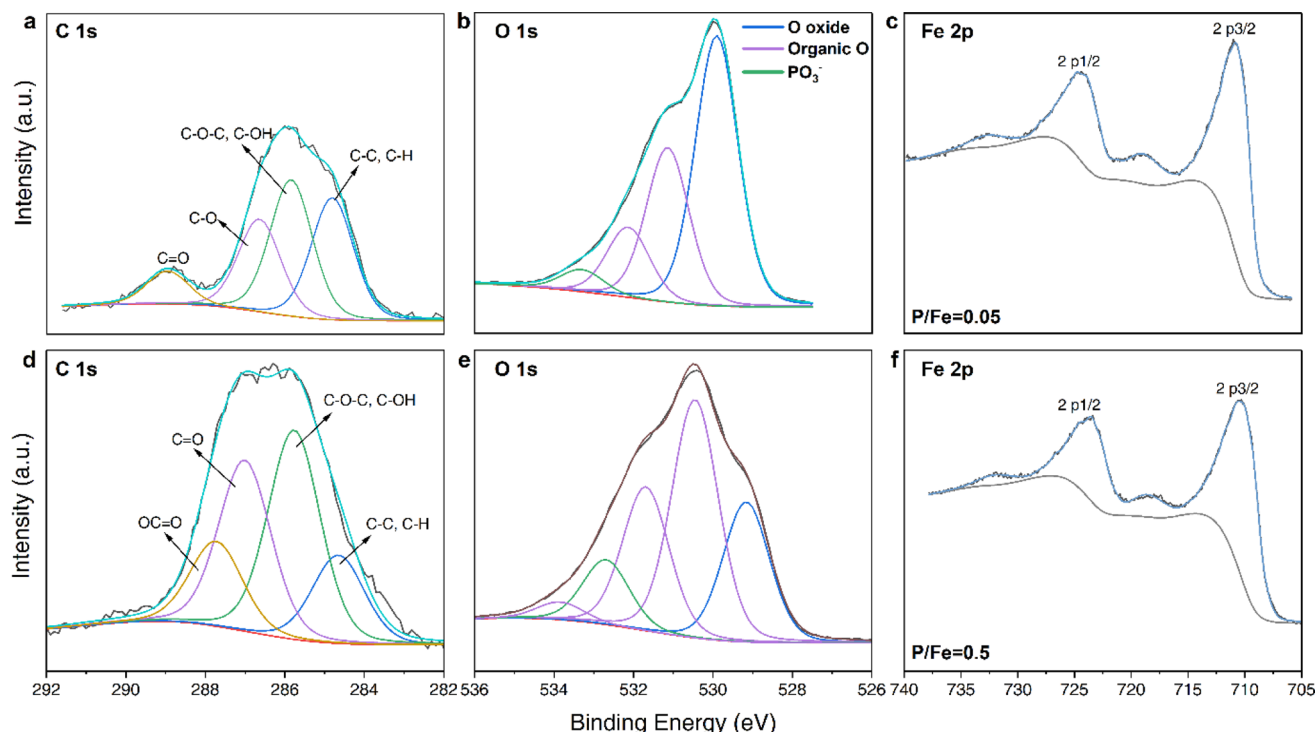 a
C 1s
C-O-C, C-OH
C-C, C-H
C-O
C=O
Intensity (a.u.)
b
O 1s
O oxide
Organic O
PO₃⁻
c
Fe 2p
2 p3/2
2 p1/2
P/Fe=0.05
d
C 1s
C-O-C, C-OH
C=O
OC=O
C-C, C-H
Intensity (a.u.)
292 290 288 286 284 282
e
O 1s
536 534 532 530 528 526
f
Fe 2p
2 p1/2
2 p3/2
P/Fe=0.5
740 735 730 725 720 715 710 705
Binding Energy (eV)